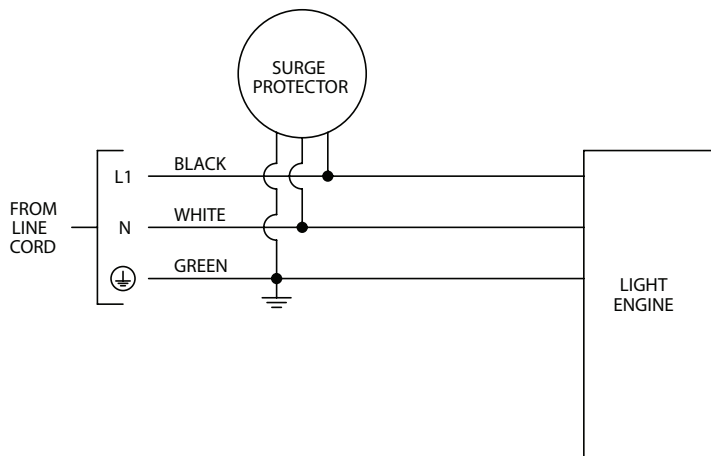 SURGE
PROTECTOR
L1
BLACK
FROM
LINE
CORD
N
WHITE
GREEN
LIGHT
ENGINE